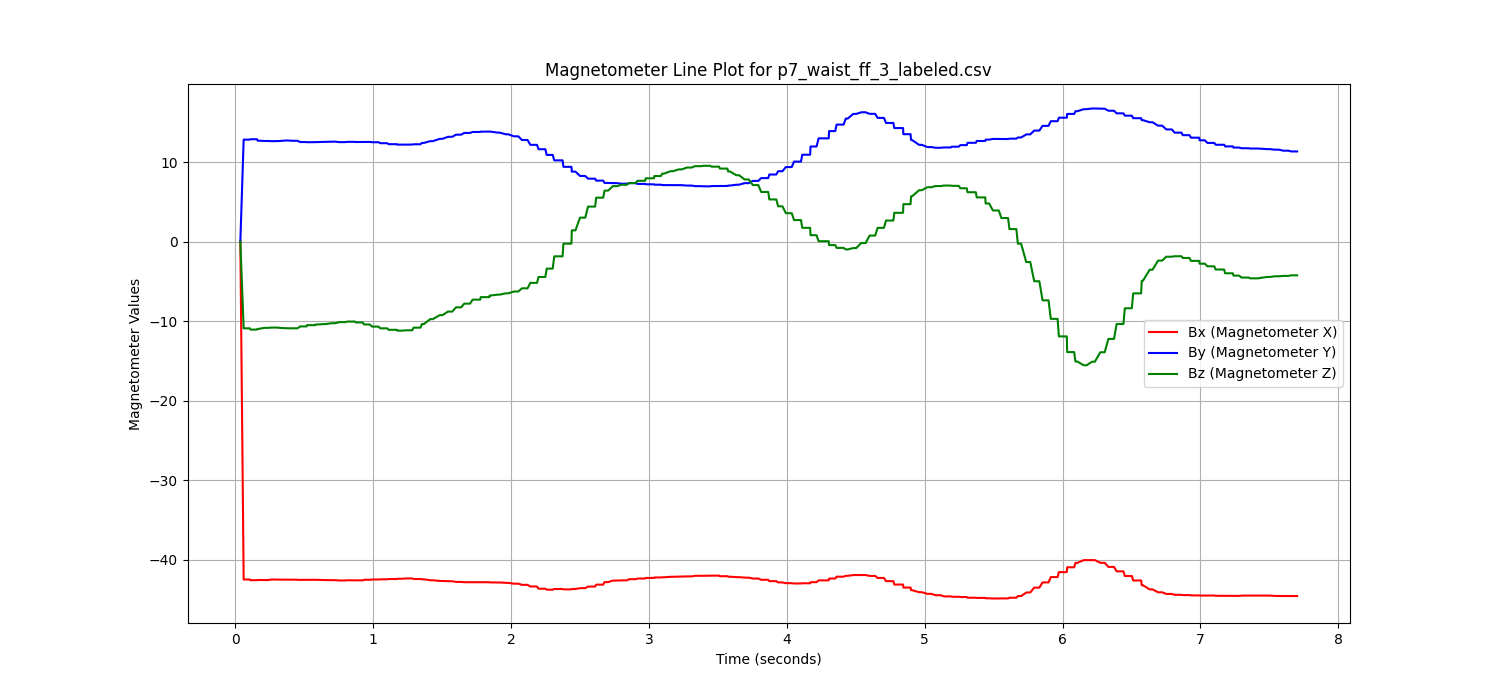 Magnetometer Line Plot for p7_waist_ff_3_labeled.csv
Magnetometer Values
10
0
−10
−20
−30
−40
Bx (Magnetometer X)
By (Magnetometer Y)
Bz (Magnetometer Z)
0 1 2 3 4 5 6 7 8
Time (seconds)